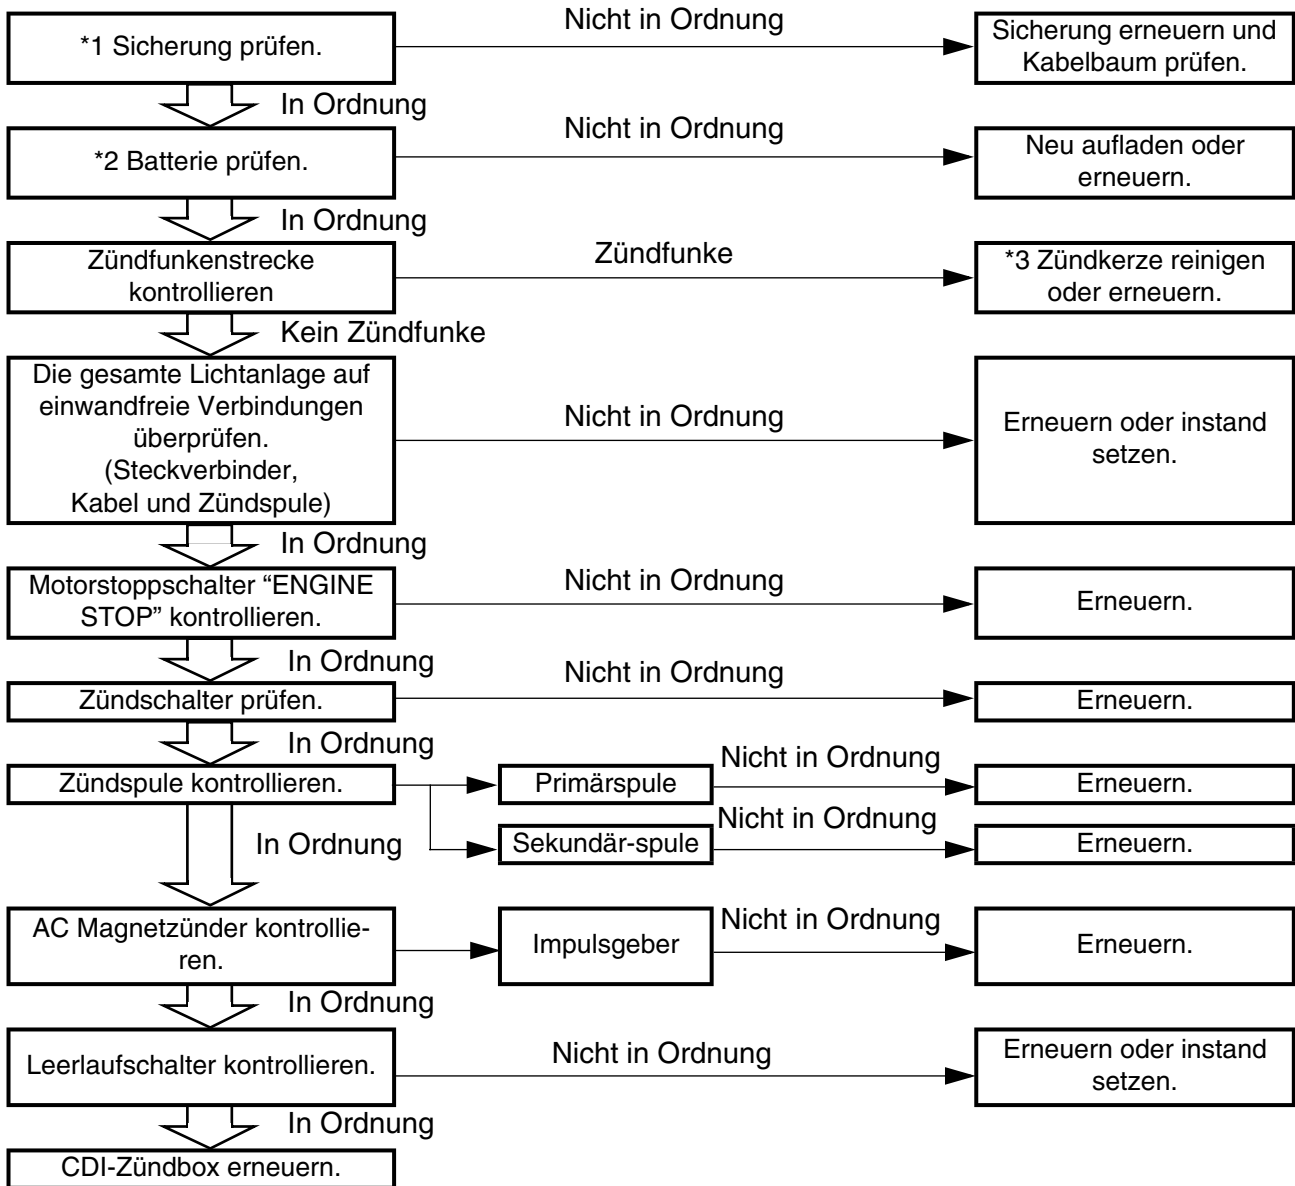 Nicht in Ordnung
*1 Sicherung prüfen.
Sicherung erneuern und
Kabelbaum prüfen.
In Ordnung
Nicht in Ordnung
*2 Batterie prüfen.
Neu aufladen oder
erneuern.
In Ordnung
Zündfunkenstrecke
kontrollieren
Zündfunke
*3 Zündkerze reinigen
oder erneuern.
Kein Zündfunke
Die gesamte Lichtanlage auf
einwandfreie Verbindungen
überprüfen.
(Steckverbinder,
Kabel und Zündspule)
Nicht in Ordnung
Erneuern oder instand
setzen.
In Ordnung
Motorstoppschalter “ENGINE
STOP” kontrollieren.
Nicht in Ordnung
Erneuern.
In Ordnung
Zündschalter prüfen.
Nicht in Ordnung
Erneuern.
In Ordnung
Zündspule kontrollieren.
Primärspule
Nicht in Ordnung
Erneuern.
Sekundär-spule
Nicht in Ordnung
Erneuern.
In Ordnung
AC Magnetzünder kontrollie-
ren.
Impulsgeber
Nicht in Ordnung
Erneuern.
In Ordnung
Leerlaufschalter kontrollieren.
Nicht in Ordnung
Erneuern oder instand
setzen.
In Ordnung
CDI-Zündbox erneuern.